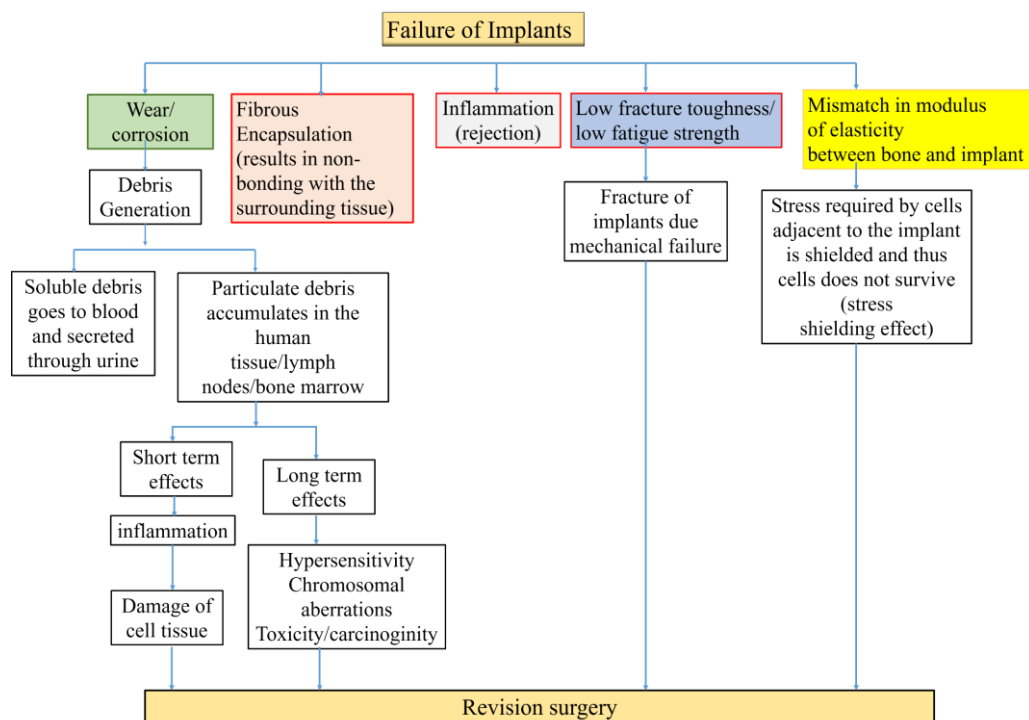 Failure of Implants
Wear/
corrosion
Fibrous
Encapsulation
(results in non-
bonding with the
surrounding tissue)
Inflammation
(rejection)
Low fracture toughness/
low fatigue strength
Mismatch in modulus
of elasticity
between bone and implant
Debris
Generation
Fracture of
implants due
mechanical failure
Stress required by cells
adjacent to the implant
is shielded and thus
cells does not survive
(stress
shielding effect)
Soluble debris
goes to blood
and secreted
through urine
Particulate debris
accumulates in the
human
tissue/lymph
nodes/bone marrow
Short term
effects
Long term
effects
inflammation
Hypersensitivity
Chromosomal
aberrations
Toxicity/carcinoginity
Damage of
cell tissue
Revision surgery